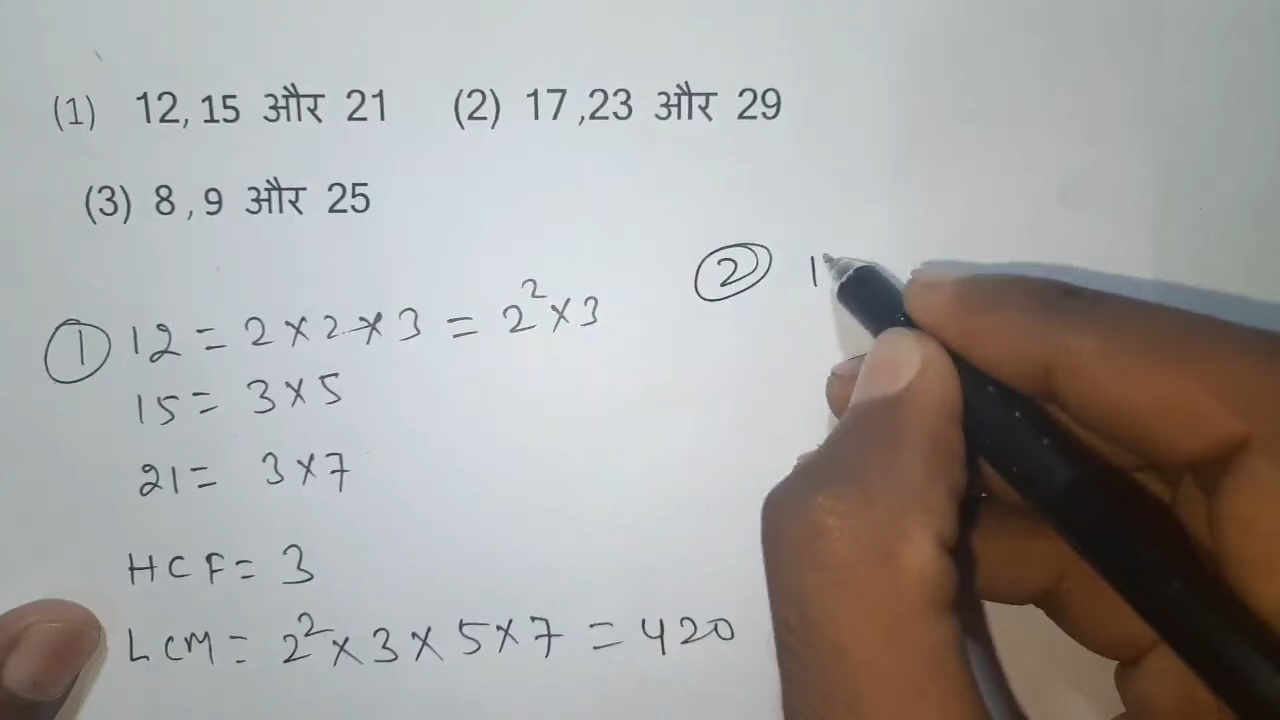 (1) 12, 15 और 21 (2) 17 ,23 और 29
(3) 8 , 9 और 25
① 12 = 2 × 2 × 3 = 2² × 3
15 = 3 × 5
21 = 3 × 7
HCF = 3
LCM = 2² × 3 × 5 × 7 = 420
② 1